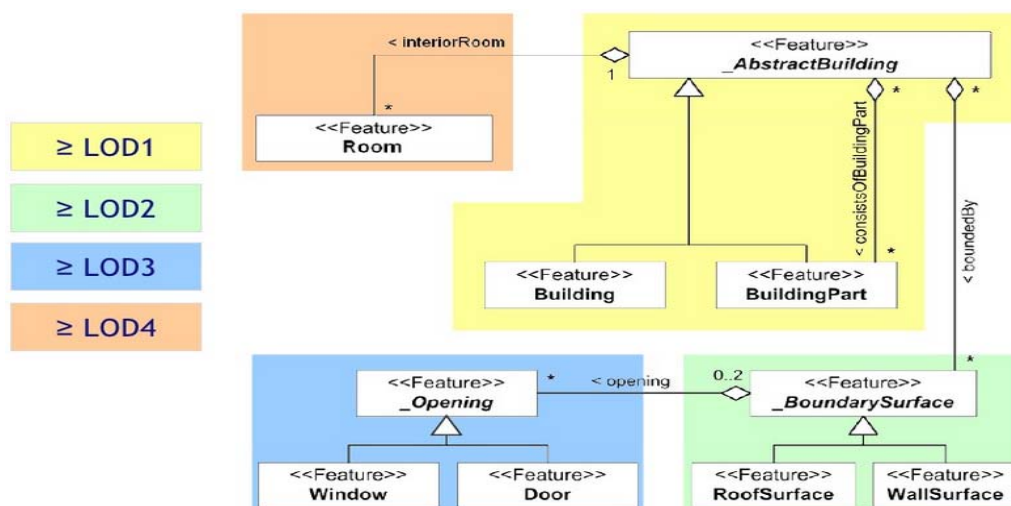 < interiorRoom
<<Feature>>
_AbstractBuilding
1
*
*
*
<<Feature>>
Room
≥ LOD1
≥ LOD2
≥ LOD3
≥ LOD4
< consistsOfBuildingPart
< boundedBy
*
<<Feature>>
Building
<<Feature>>
BuildingPart
*
<<Feature>>
_Opening
*
< opening
0..2
<<Feature>>
_BoundarySurface
<<Feature>>
Window
<<Feature>>
Door
<<Feature>>
RoofSurface
<<Feature>>
WallSurface